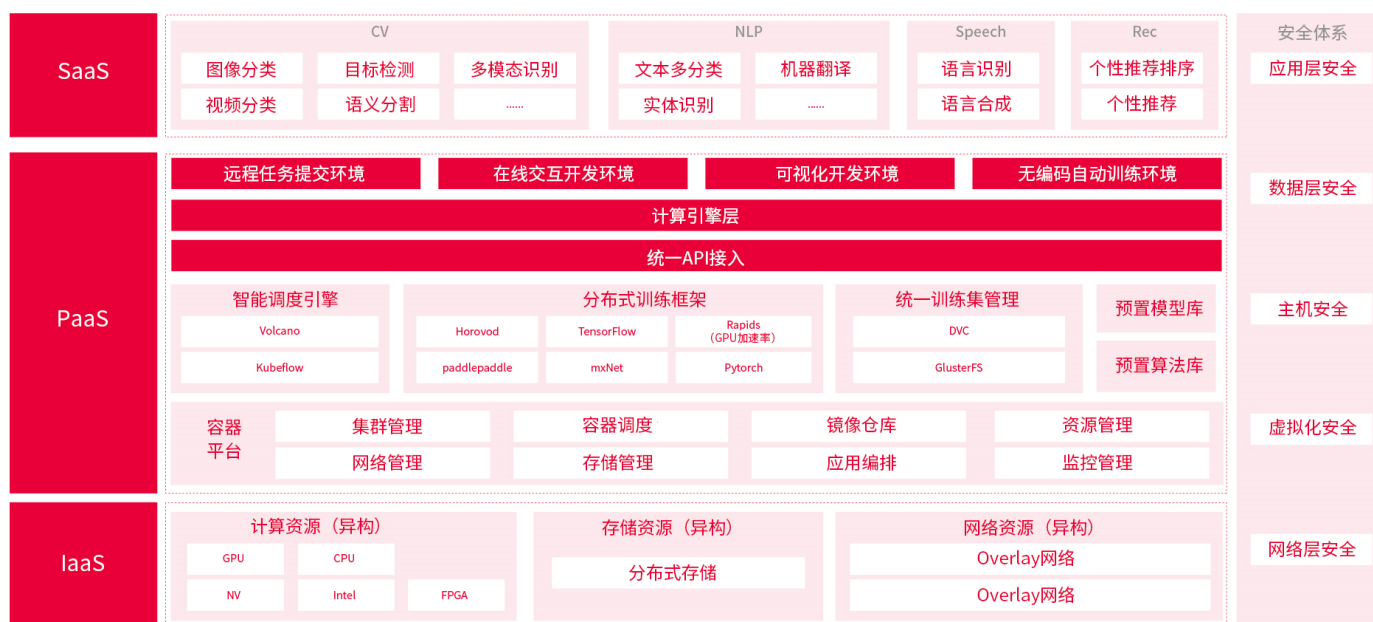 SaaS
CV
图像分类
目标检测
多模态识别
视频分类
语义分割
......
NLP
文本多分类
机器翻译
实体识别
......
Speech
语言识别
语言合成
Rec
个性推荐排序
个性推荐
PaaS
远程任务提交环境
在线交互开发环境
可视化开发环境
无编码自动训练环境
计算引擎层
统一API接入
智能调度引擎
Volcano
Kubeflow
分布式训练框架
Horovod
TensorFlow
Rapids
(GPU加速率)
paddlepaddle
mxNet
Pytorch
统一训练集管理
DVC
GlusterFS
预置模型库
预置算法库
容器
平台
集群管理
容器调度
镜像仓库
资源管理
网络管理
存储管理
应用编排
监控管理
IaaS
计算资源（异构）
GPU
CPU
NV
Intel
FPGA
存储资源（异构）
分布式存储
网络资源（异构）
Overlay网络
Overlay网络
安全体系
应用层安全
数据层安全
主机安全
虚拟化安全
网络层安全